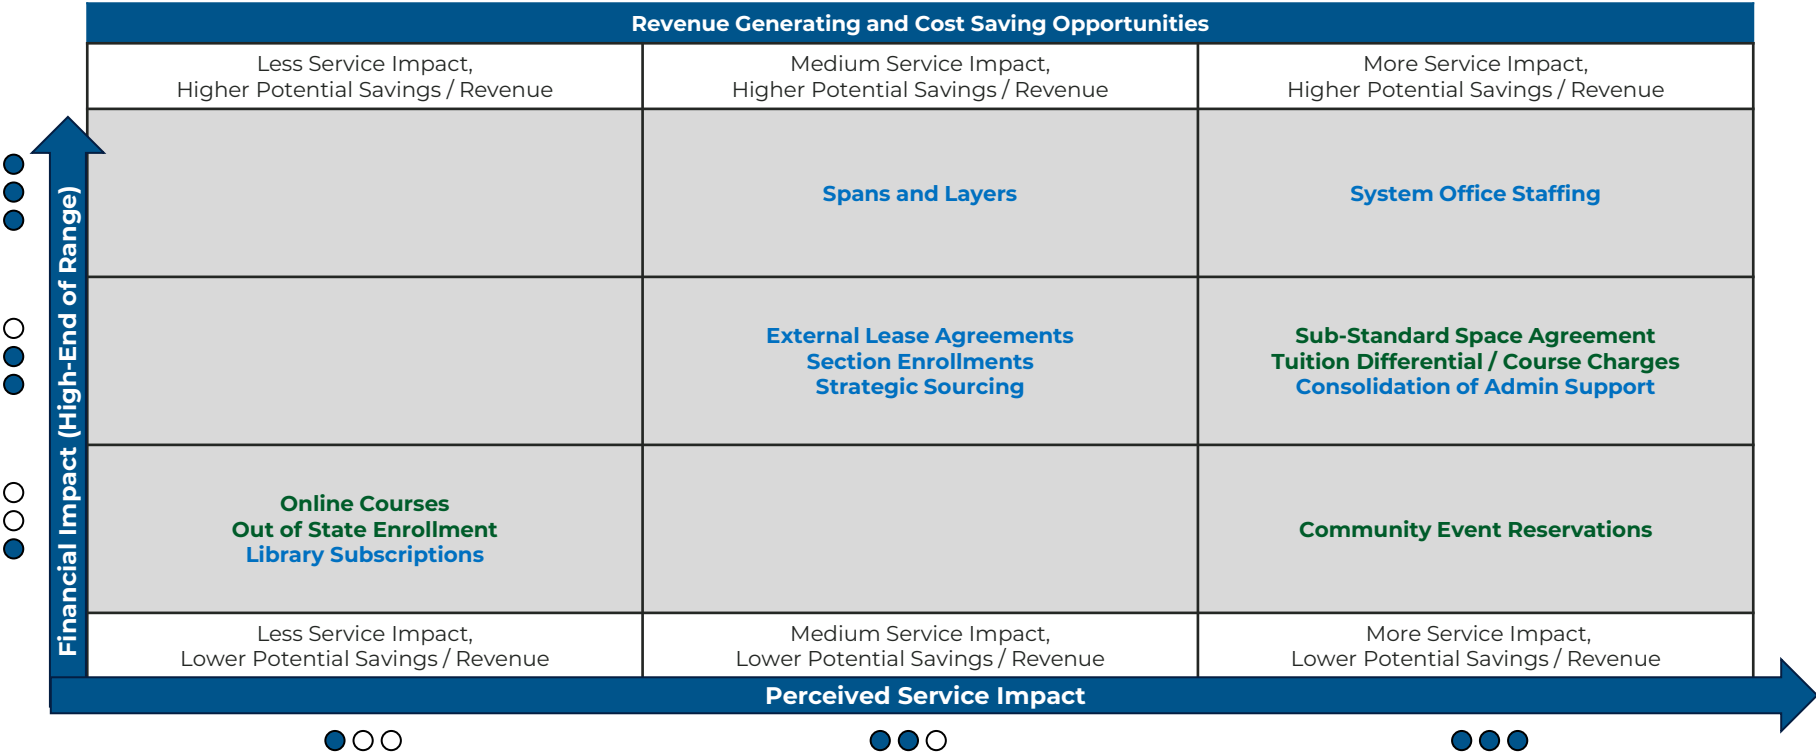 Revenue Generating and Cost Saving Opportunities
Less Service Impact,
Higher Potential Savings / Revenue
Medium Service Impact,
Higher Potential Savings / Revenue
More Service Impact,
Higher Potential Savings / Revenue
Financial Impact (High-End of Range)
Spans and Layers
System Office Staffing
External Lease Agreements
Section Enrollments
Strategic Sourcing
Sub-Standard Space Agreement
Tuition Differential / Course Charges
Consolidation of Admin Support
Online Courses
Out of State Enrollment
Library Subscriptions
Community Event Reservations
Less Service Impact,
Lower Potential Savings / Revenue
Medium Service Impact,
Lower Potential Savings / Revenue
More Service Impact,
Lower Potential Savings / Revenue
Perceived Service Impact